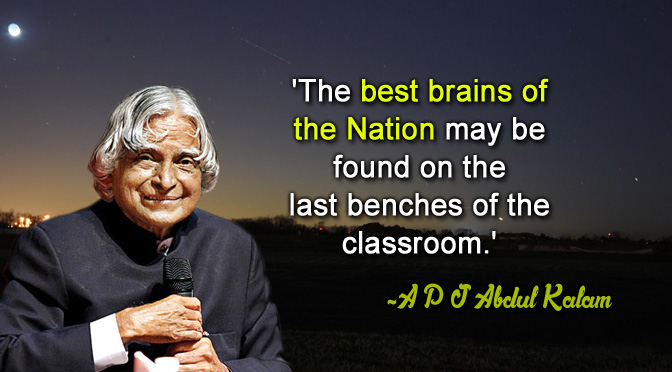 'The best brains of
the Nation may be
found on the
last benches of the
classroom.'
~A P J Abdul Kalam